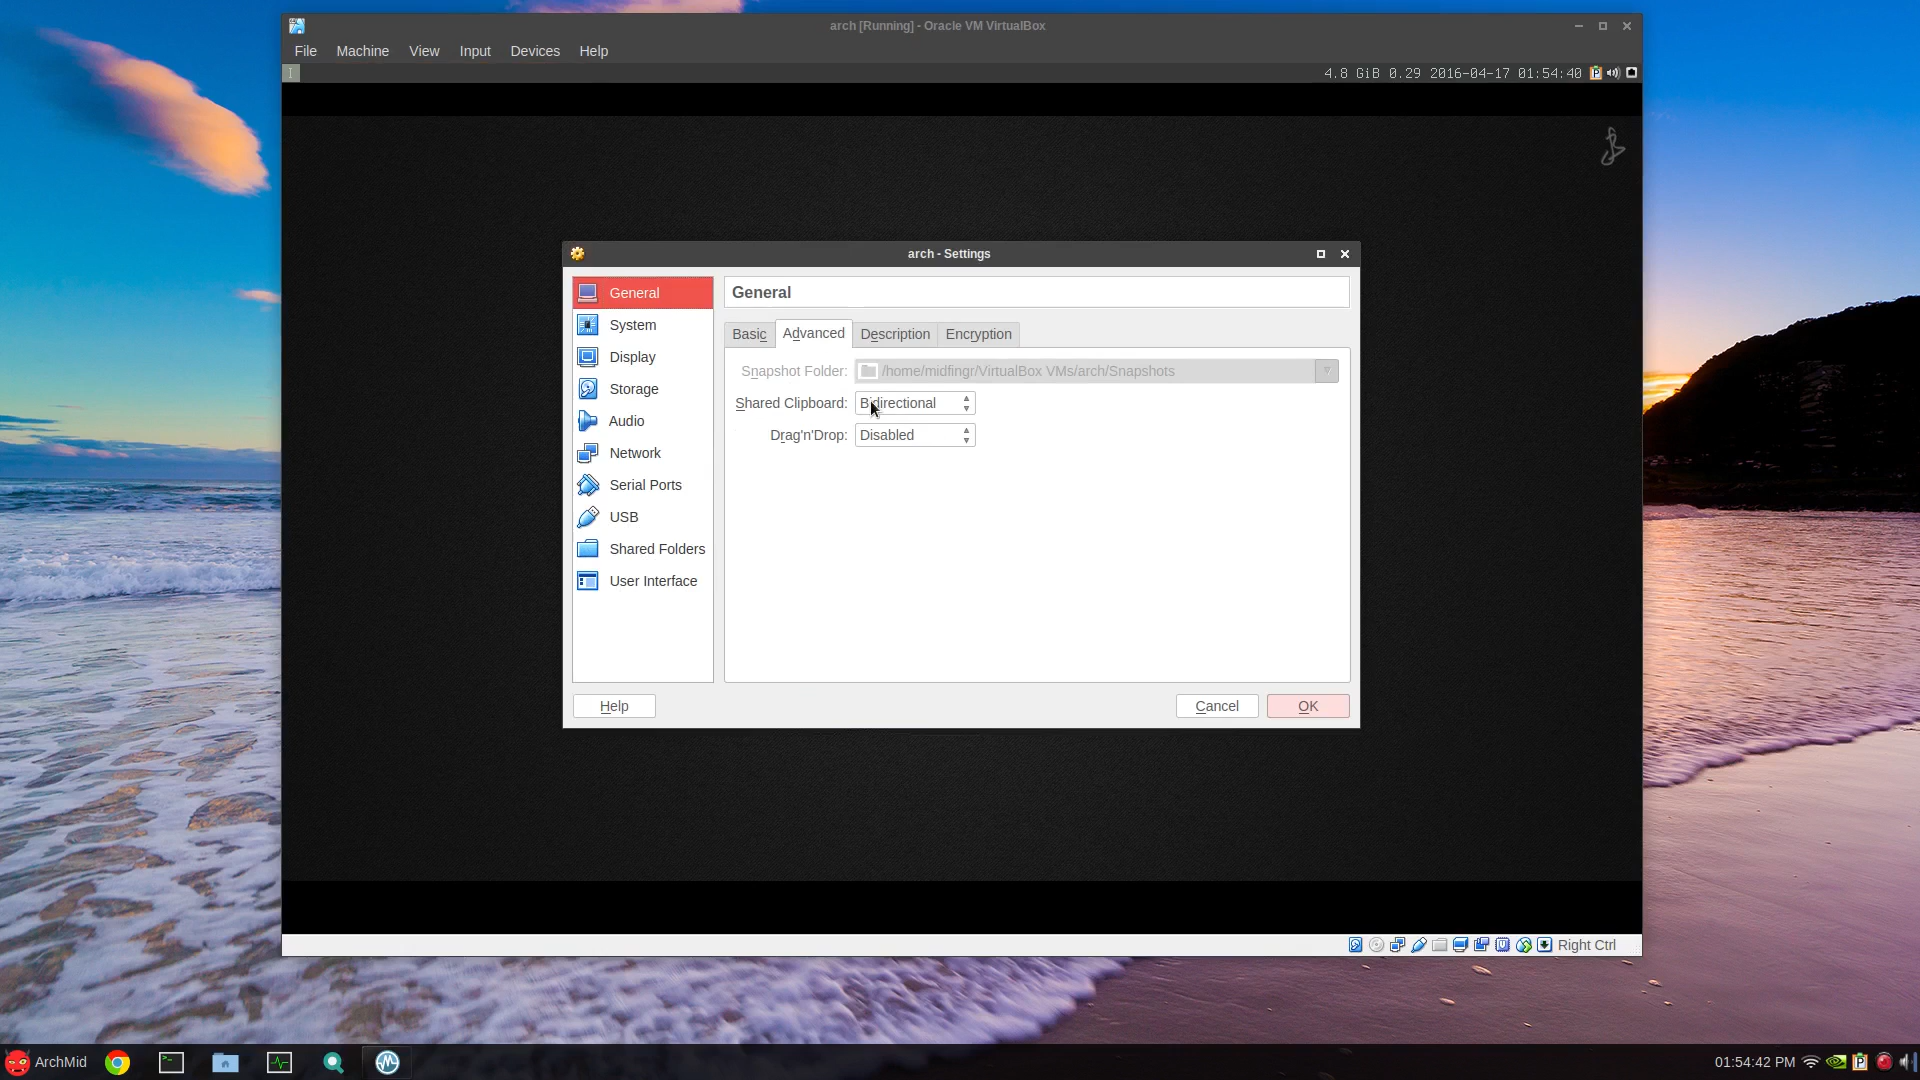 arch [Running] - Oracle VM VirtualBox
File Machine View Input Devices Help
1 4.8 GiB 0.29 2016-04-17 01:54:40
arch - Settings
General
System
Display
Storage
Audio
Network
Serial Ports
USB
Shared Folders
User Interface
General
Basic Advanced Description Encryption
Snapshot Folder: /home/midfingr/VirtualBox VMs/arch/Snapshots
Shared Clipboard: Bidirectional
Drag'n'Drop: Disabled
Help Cancel OK
Right Ctrl
ArchMid 01:54:42 PM